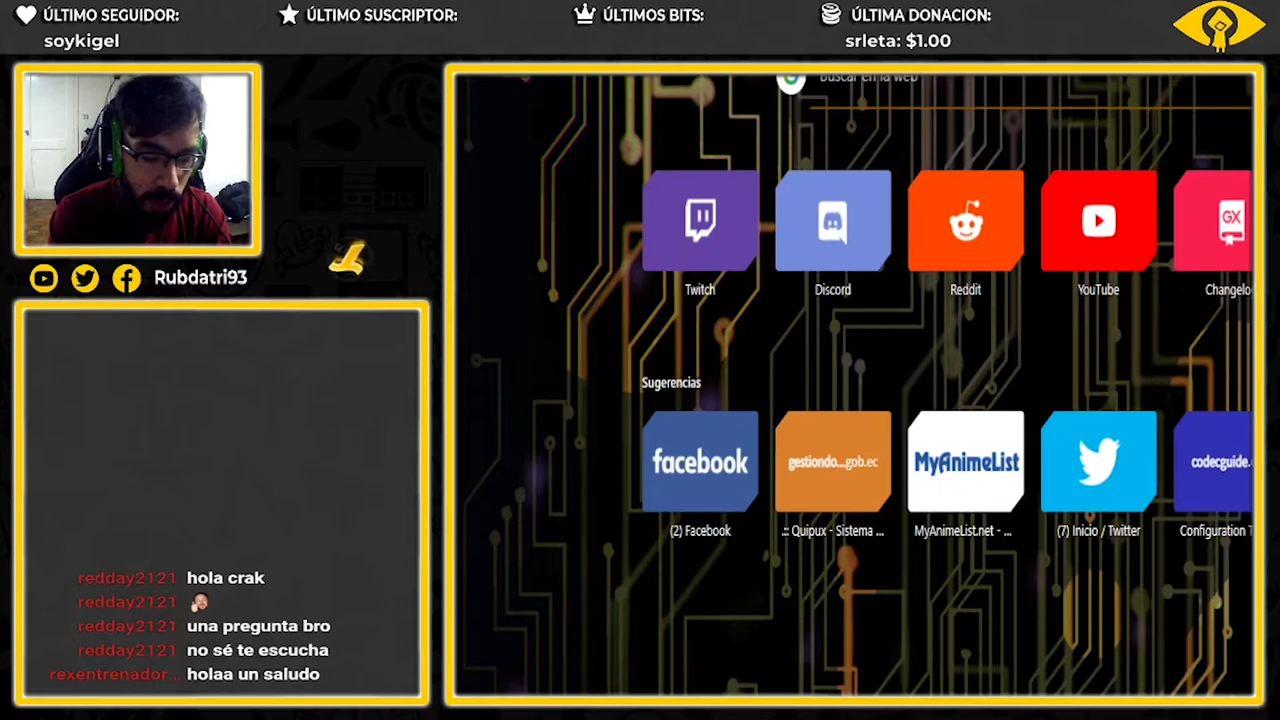 ÚLTIMO SEGUIDOR:
soykigel
ÚLTIMO SUSCRIPTOR:
ÚLTIMOS BITS:
ÚLTIMA DONACION:
srleta: $1.00
Rubdatri93
redday2121 hola crak
redday2121
redday2121 una pregunta bro
redday2121 no sé te escucha
rexentrenador... holaa un saludo
Buscar en la web
GX
Twitch
Discord
Reddit
YouTube
Changelo
Sugerencias
facebook
gestiondo...gob.ec
MyAnimeList
codecguide.
(2) Facebook
.:: Quipux - Sistema ...
MyAnimeList.net - ...
(7) Inicio / Twitter
Configuration T